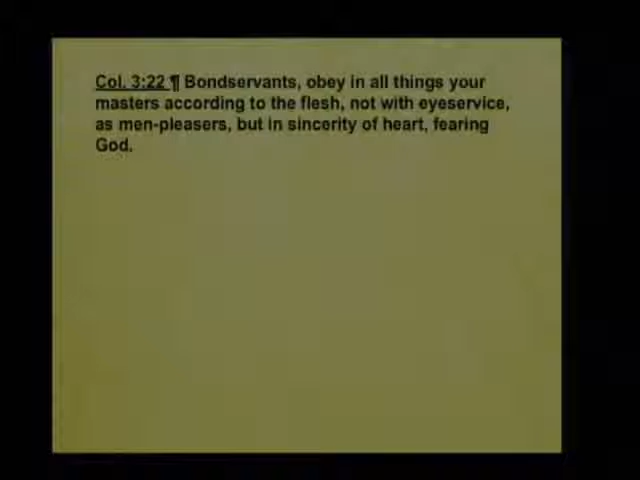 Col. 3:22 ¶ Bondservants, obey in all things your
masters according to the flesh, not with eyeservice,
as men-pleasers, but in sincerity of heart, fearing
God.